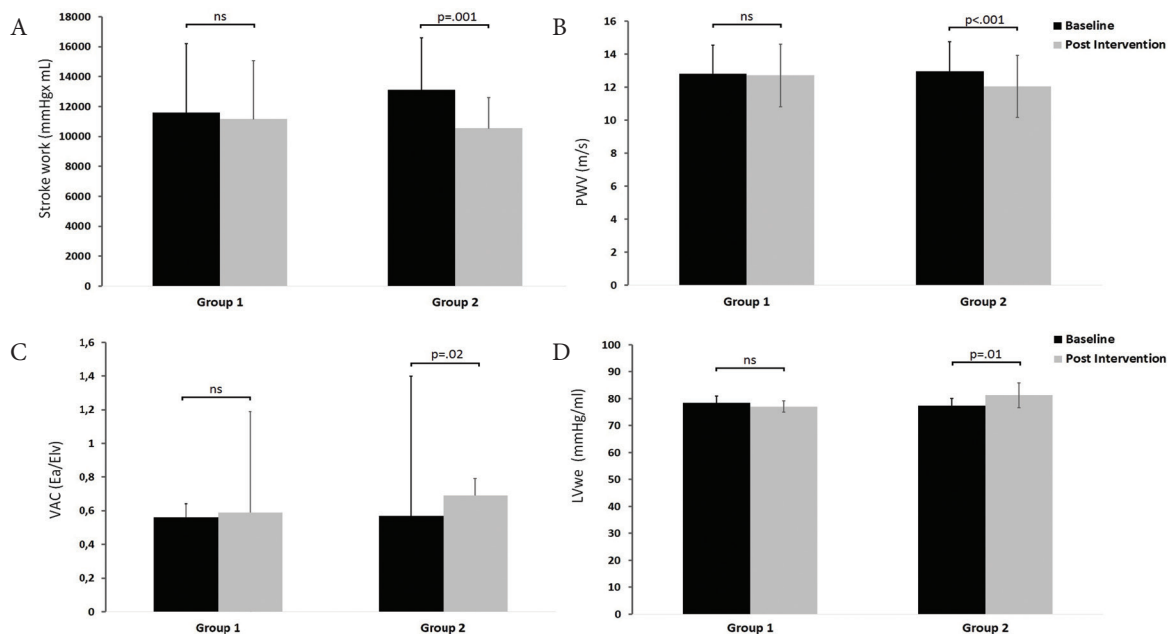 A
Stroke work (mmHgx mL)
18000
16000
14000
12000
10000
8000
6000
4000
2000
0
ns
p=.001
Group 1
Group 2
B
PWV (m/s)
16
14
12
10
8
6
4
2
0
ns
p<.001
Group 1
Group 2
Baseline
Post Intervention
C
VAC (Ea/Elv)
1,6
1,4
1,2
1
0,8
0,6
0,4
0,2
0
ns
p=.02
Group 1
Group 2
D
LVwe (mmHg/ml)
100
90
80
70
60
50
40
30
20
10
0
ns
p=.01
Group 1
Group 2
Baseline
Post Intervention